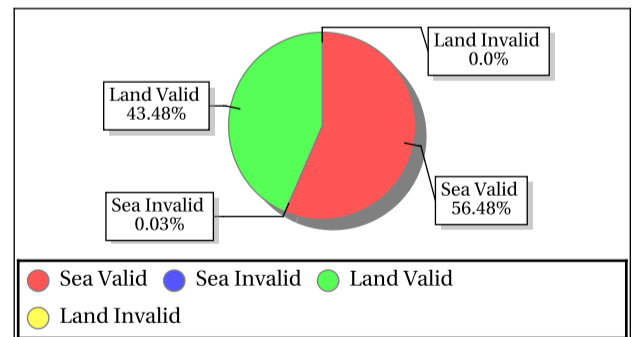 Land Invalid
0.0%
Land Valid
43.48%
Sea Valid
56.48%
Sea Invalid
0.03%
Sea Valid Sea Invalid Land Valid
Land Invalid